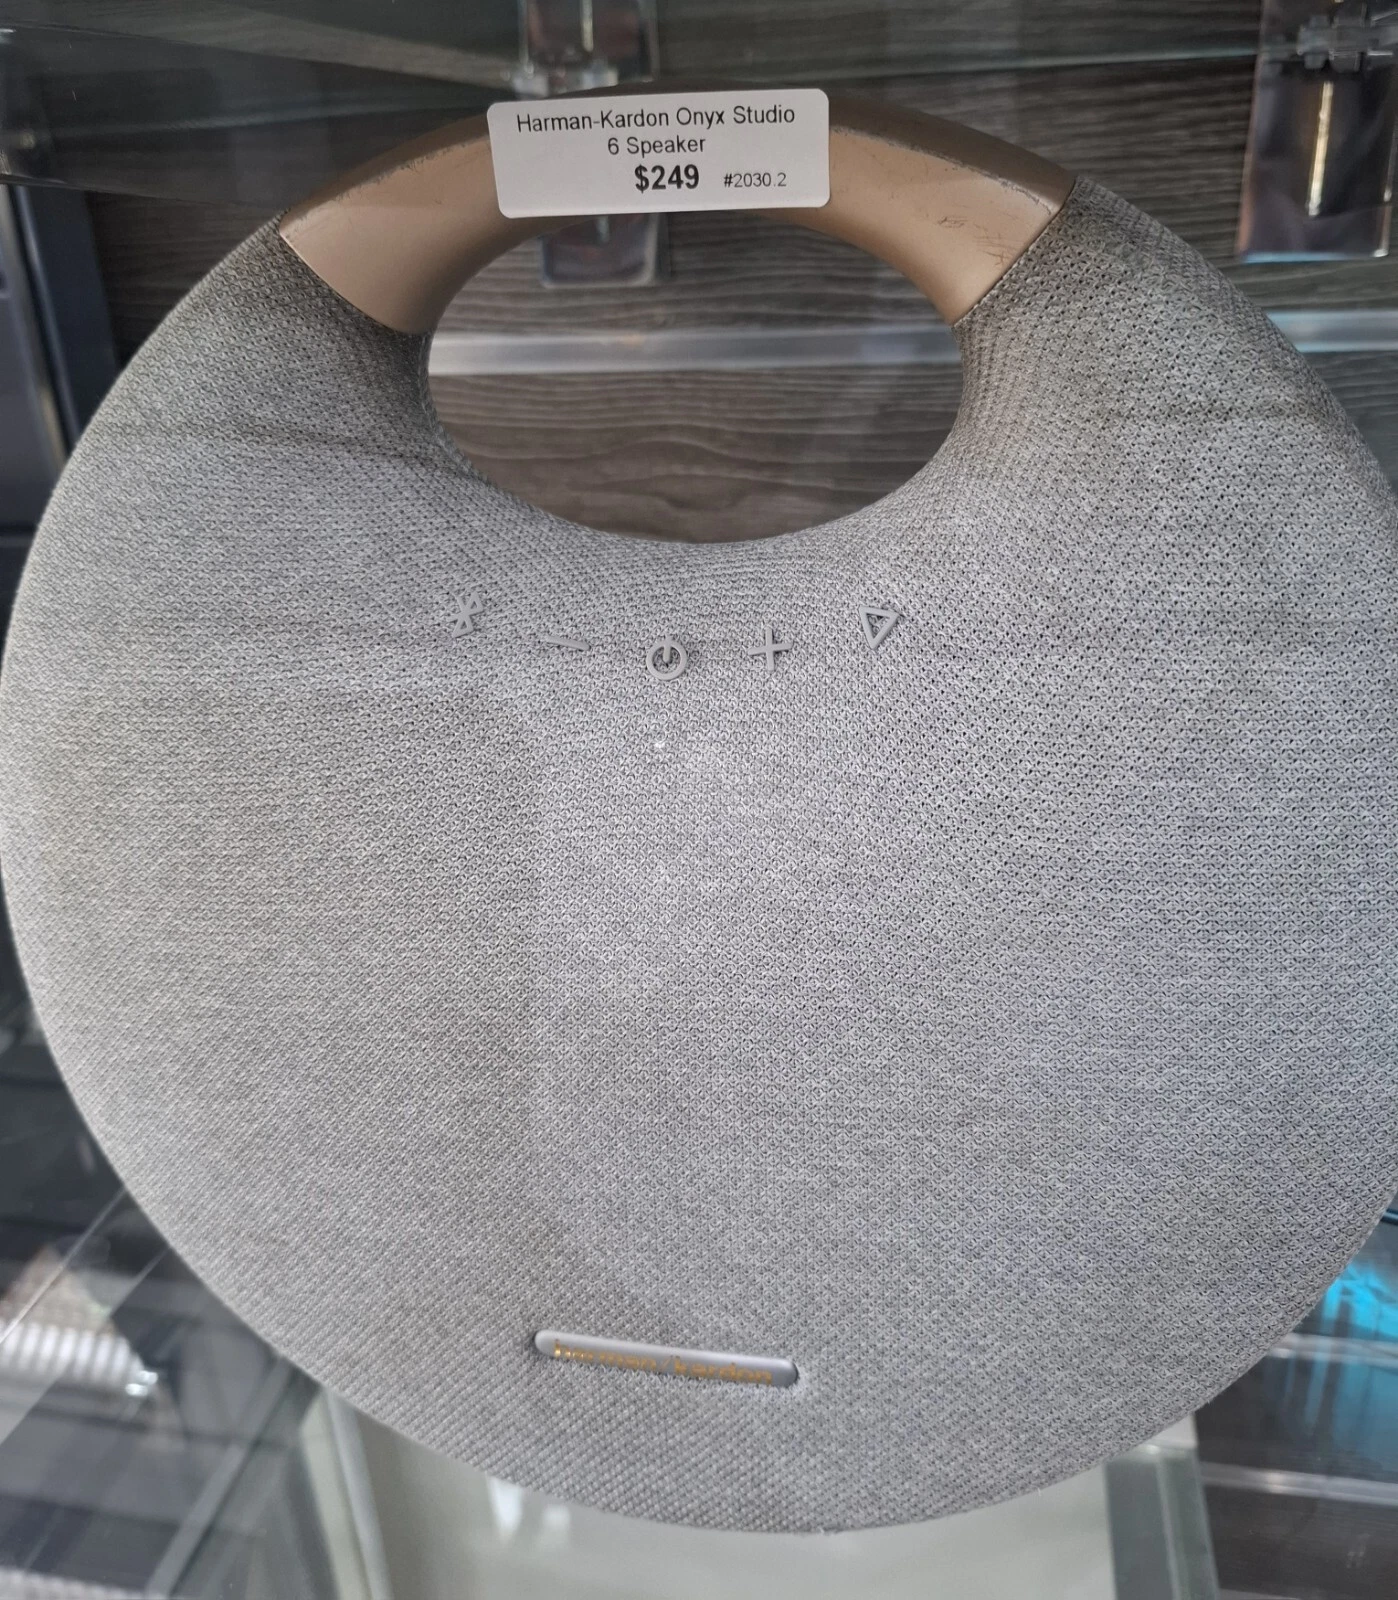 Harman-Kardon Onyx Studio
6 Speaker
$249 #2030.2
harman/kardon